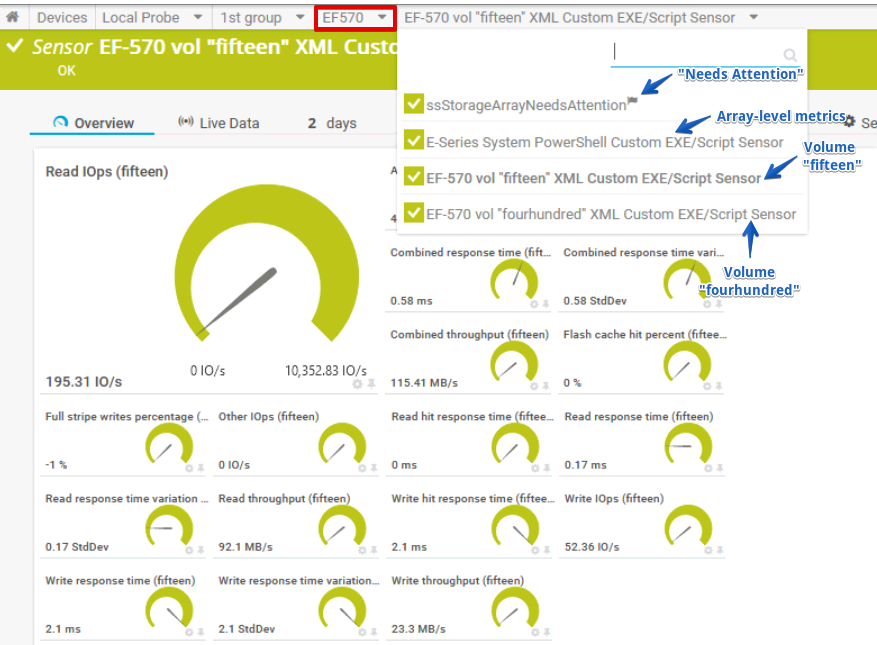 Devices Local Probe 1st group EF570 EF-570 vol "fifteen" XML Custom EXE/Script Sensor
Sensor EF-570 vol "fifteen" XML Custo
OK
"Needs Attention"
ssStorageArrayNeedsAttention
Array-level metrics
E-Series System PowerShell Custom EXE/Script Sensor
Volume
"fifteen"
EF-570 vol "fifteen" XML Custom EXE/Script Sensor
EF-570 vol "fourhundred" XML Custom EXE/Script Sensor
Volume
"fourhundred"
Overview Live Data 2 days Se
Read IOps (fifteen)
195.31 IO/s
0 IO/s
10,352.83 IO/s
A
4
Combined response time (fift...
0.58 ms
Combined response time vari...
0.58 StdDev
Combined throughput (fifteen)
115.41 MB/s
Flash cache hit percent (fiftee...
0 %
Full stripe writes percentage (...
-1 %
Other IOps (fifteen)
0 IO/s
Read hit response time (fiftee...
0 ms
Read response time (fifteen)
0.17 ms
Read response time variation ...
0.17 StdDev
Read throughput (fifteen)
92.1 MB/s
Write hit response time (fiftee...
2.1 ms
Write IOps (fifteen)
52.36 IO/s
Write response time (fifteen)
2.1 ms
Write response time variation...
2.1 StdDev
Write throughput (fifteen)
23.3 MB/s